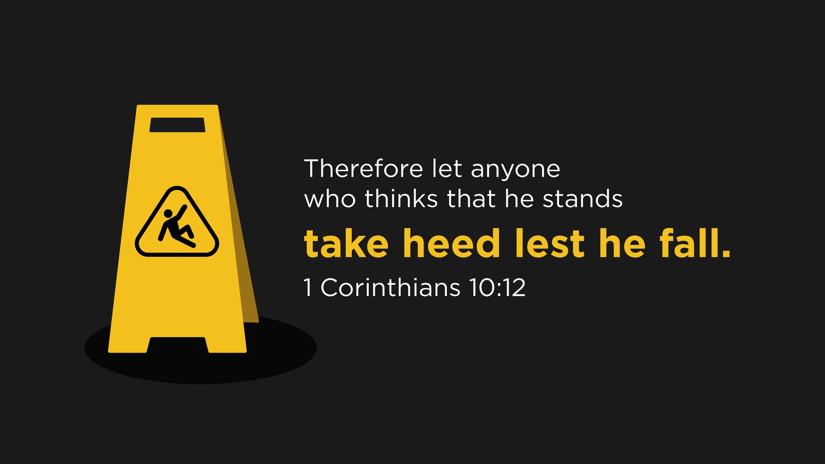 Therefore let anyone
who thinks that he stands
take heed lest he fall.
1 Corinthians 10:12